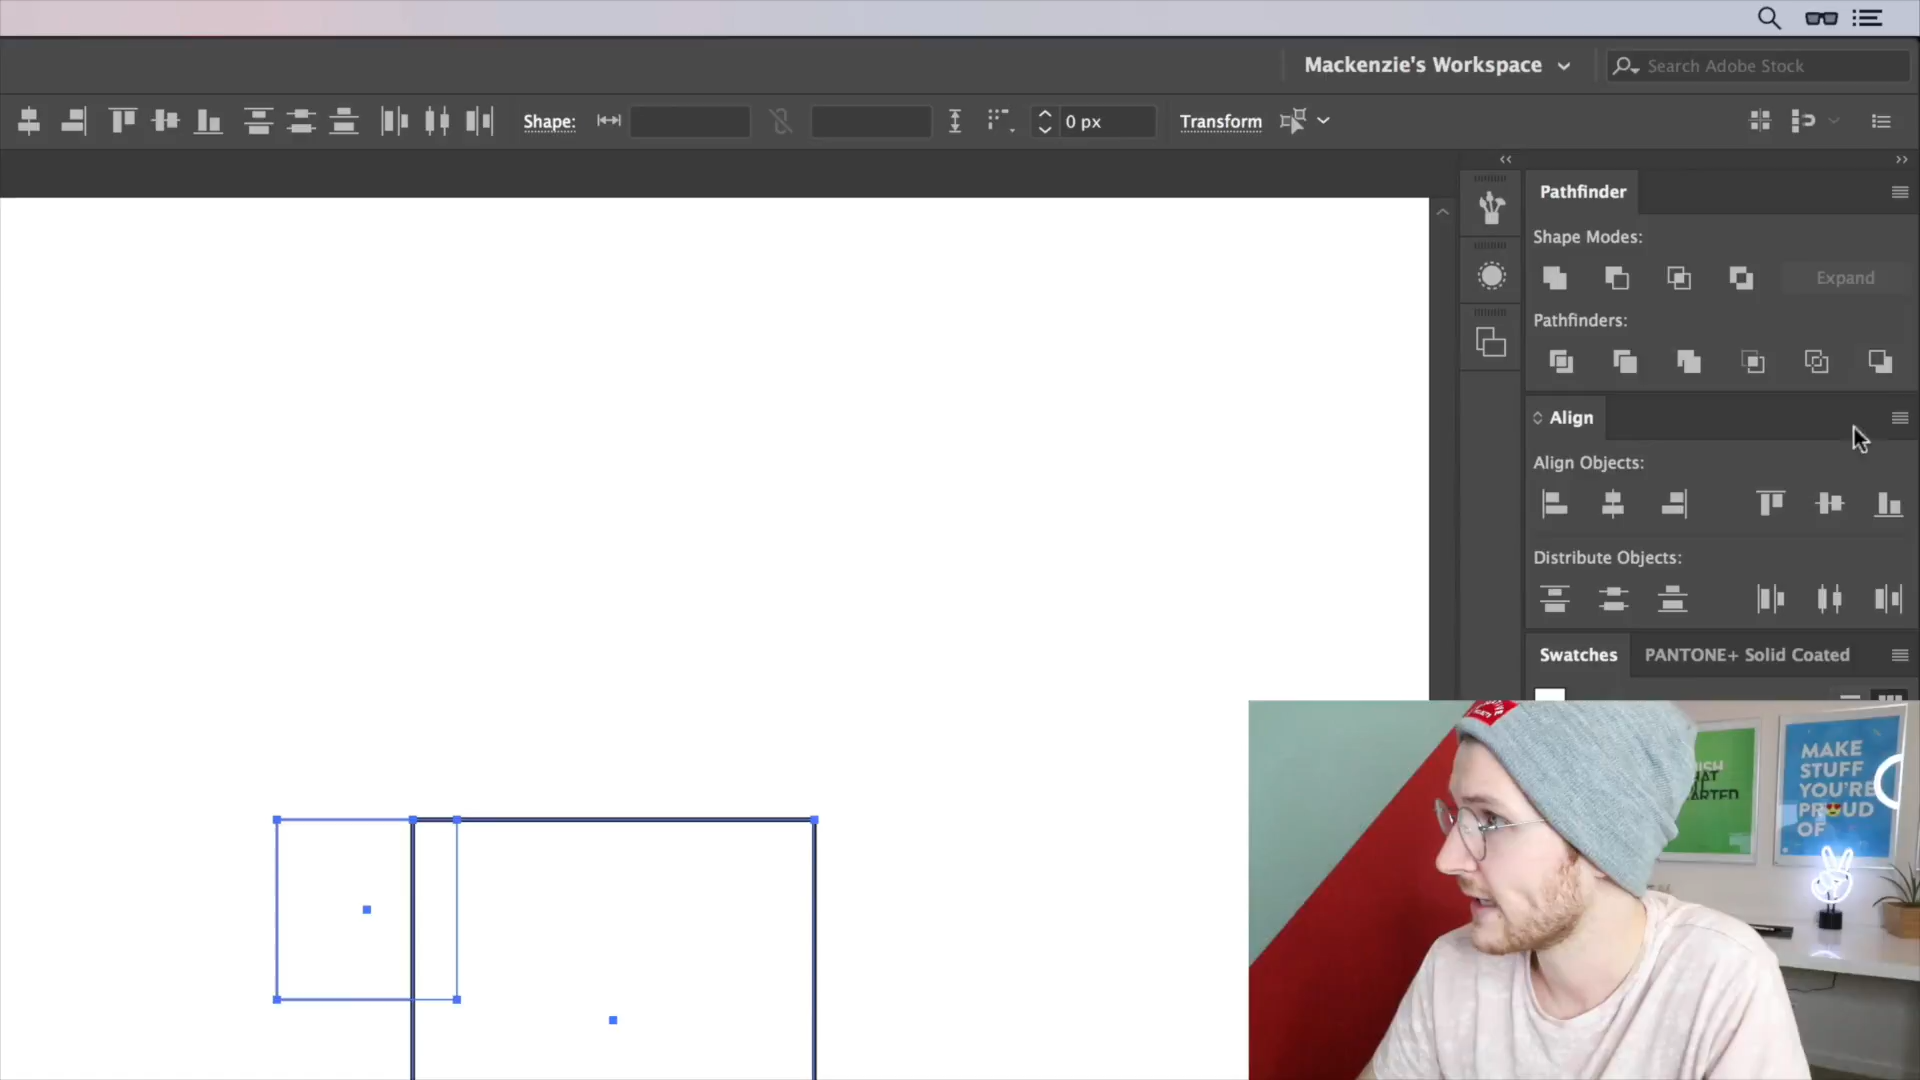 Mackenzie's Workspace
Search Adobe Stock
Shape:
0 px
Transform
Pathfinder
Shape Modes:
Expand
Pathfinders:
Align
Align Objects:
Distribute Objects:
Swatches
PANTONE+ Solid Coated
MAKE
STUFF
YOU'RE
PROUD
OF